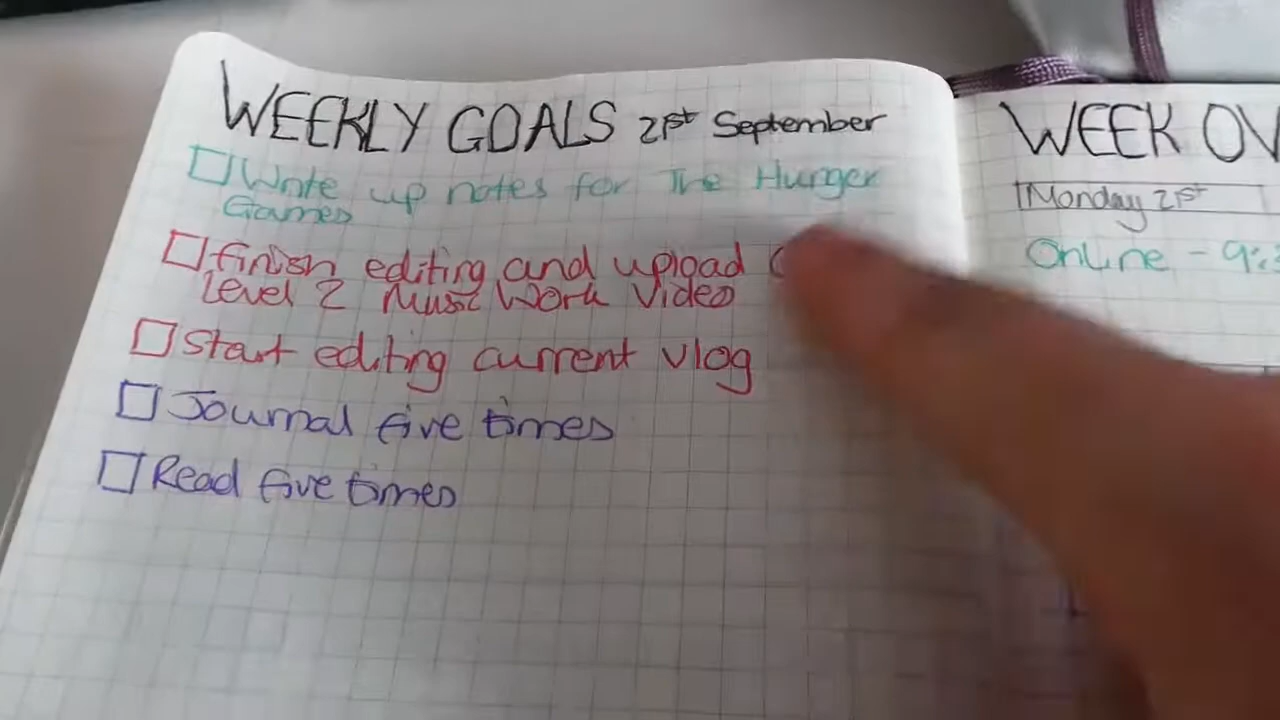 WEEKLY GOALS 21st September
Write up notes for The Hunger
Games
finish editing and upload
Level 2 Music Work Video
Start editing current vlog
Journal five times
Read five times
WEEK
Monday 21st
Online -